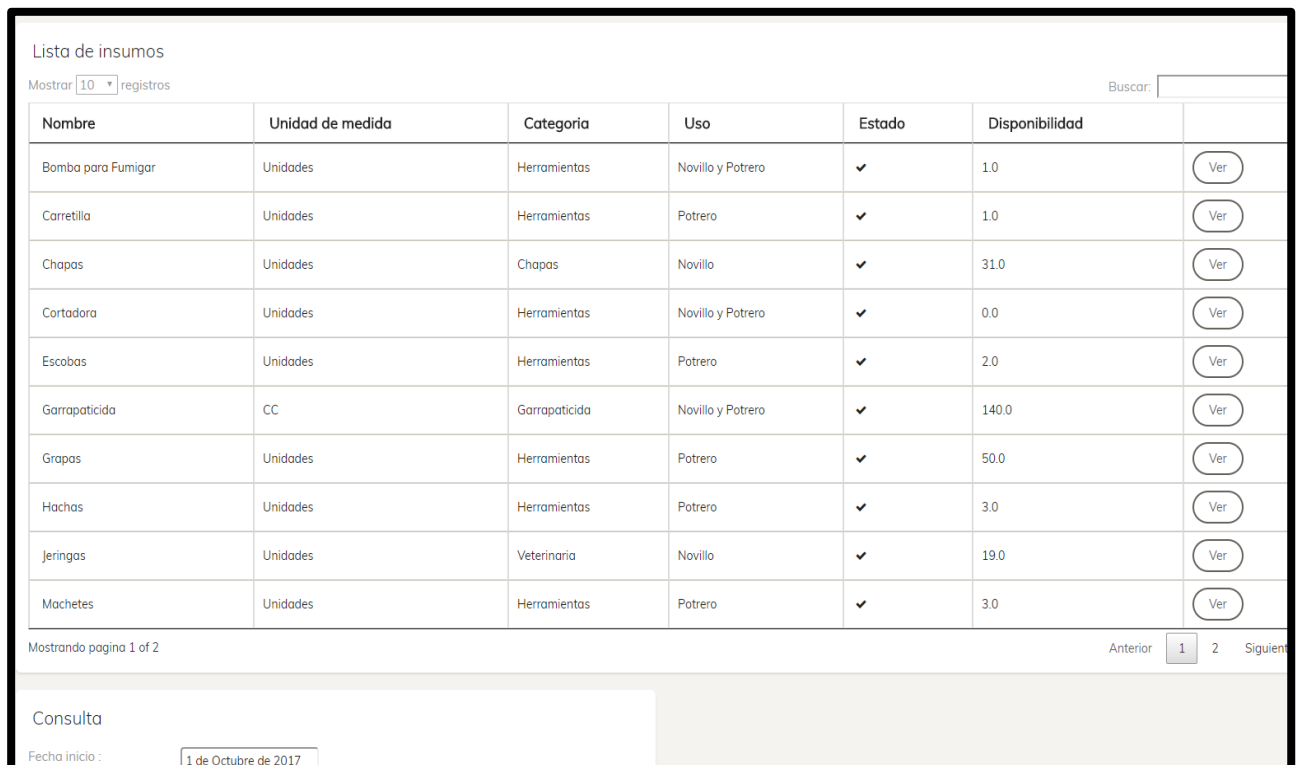 Lista de insumos
Mostrar 10 registros Buscar:
Nombre Unidad de medida Categoria Uso Estado Disponibilidad
Bomba para Fumigar Unidades Herramientas Novillo y Potrero ✔ 1.0 Ver
Carretilla Unidades Herramientas Potrero ✔ 1.0 Ver
Chapas Unidades Chapas Novillo ✔ 31.0 Ver
Cortadora Unidades Herramientas Novillo y Potrero ✔ 0.0 Ver
Escobas Unidades Herramientas Potrero ✔ 2.0 Ver
Garrapaticida CC Garrapaticida Novillo y Potrero ✔ 140.0 Ver
Grapas Unidades Herramientas Potrero ✔ 50.0 Ver
Hachas Unidades Herramientas Potrero ✔ 3.0 Ver
Jeringas Unidades Veterinaria Novillo ✔ 19.0 Ver
Machetes Unidades Herramientas Potrero ✔ 3.0 Ver
Mostrando pagina 1 of 2 Anterior 1 2 Siguient
Consulta
Fecha inicio : 1 de Octubre de 2017